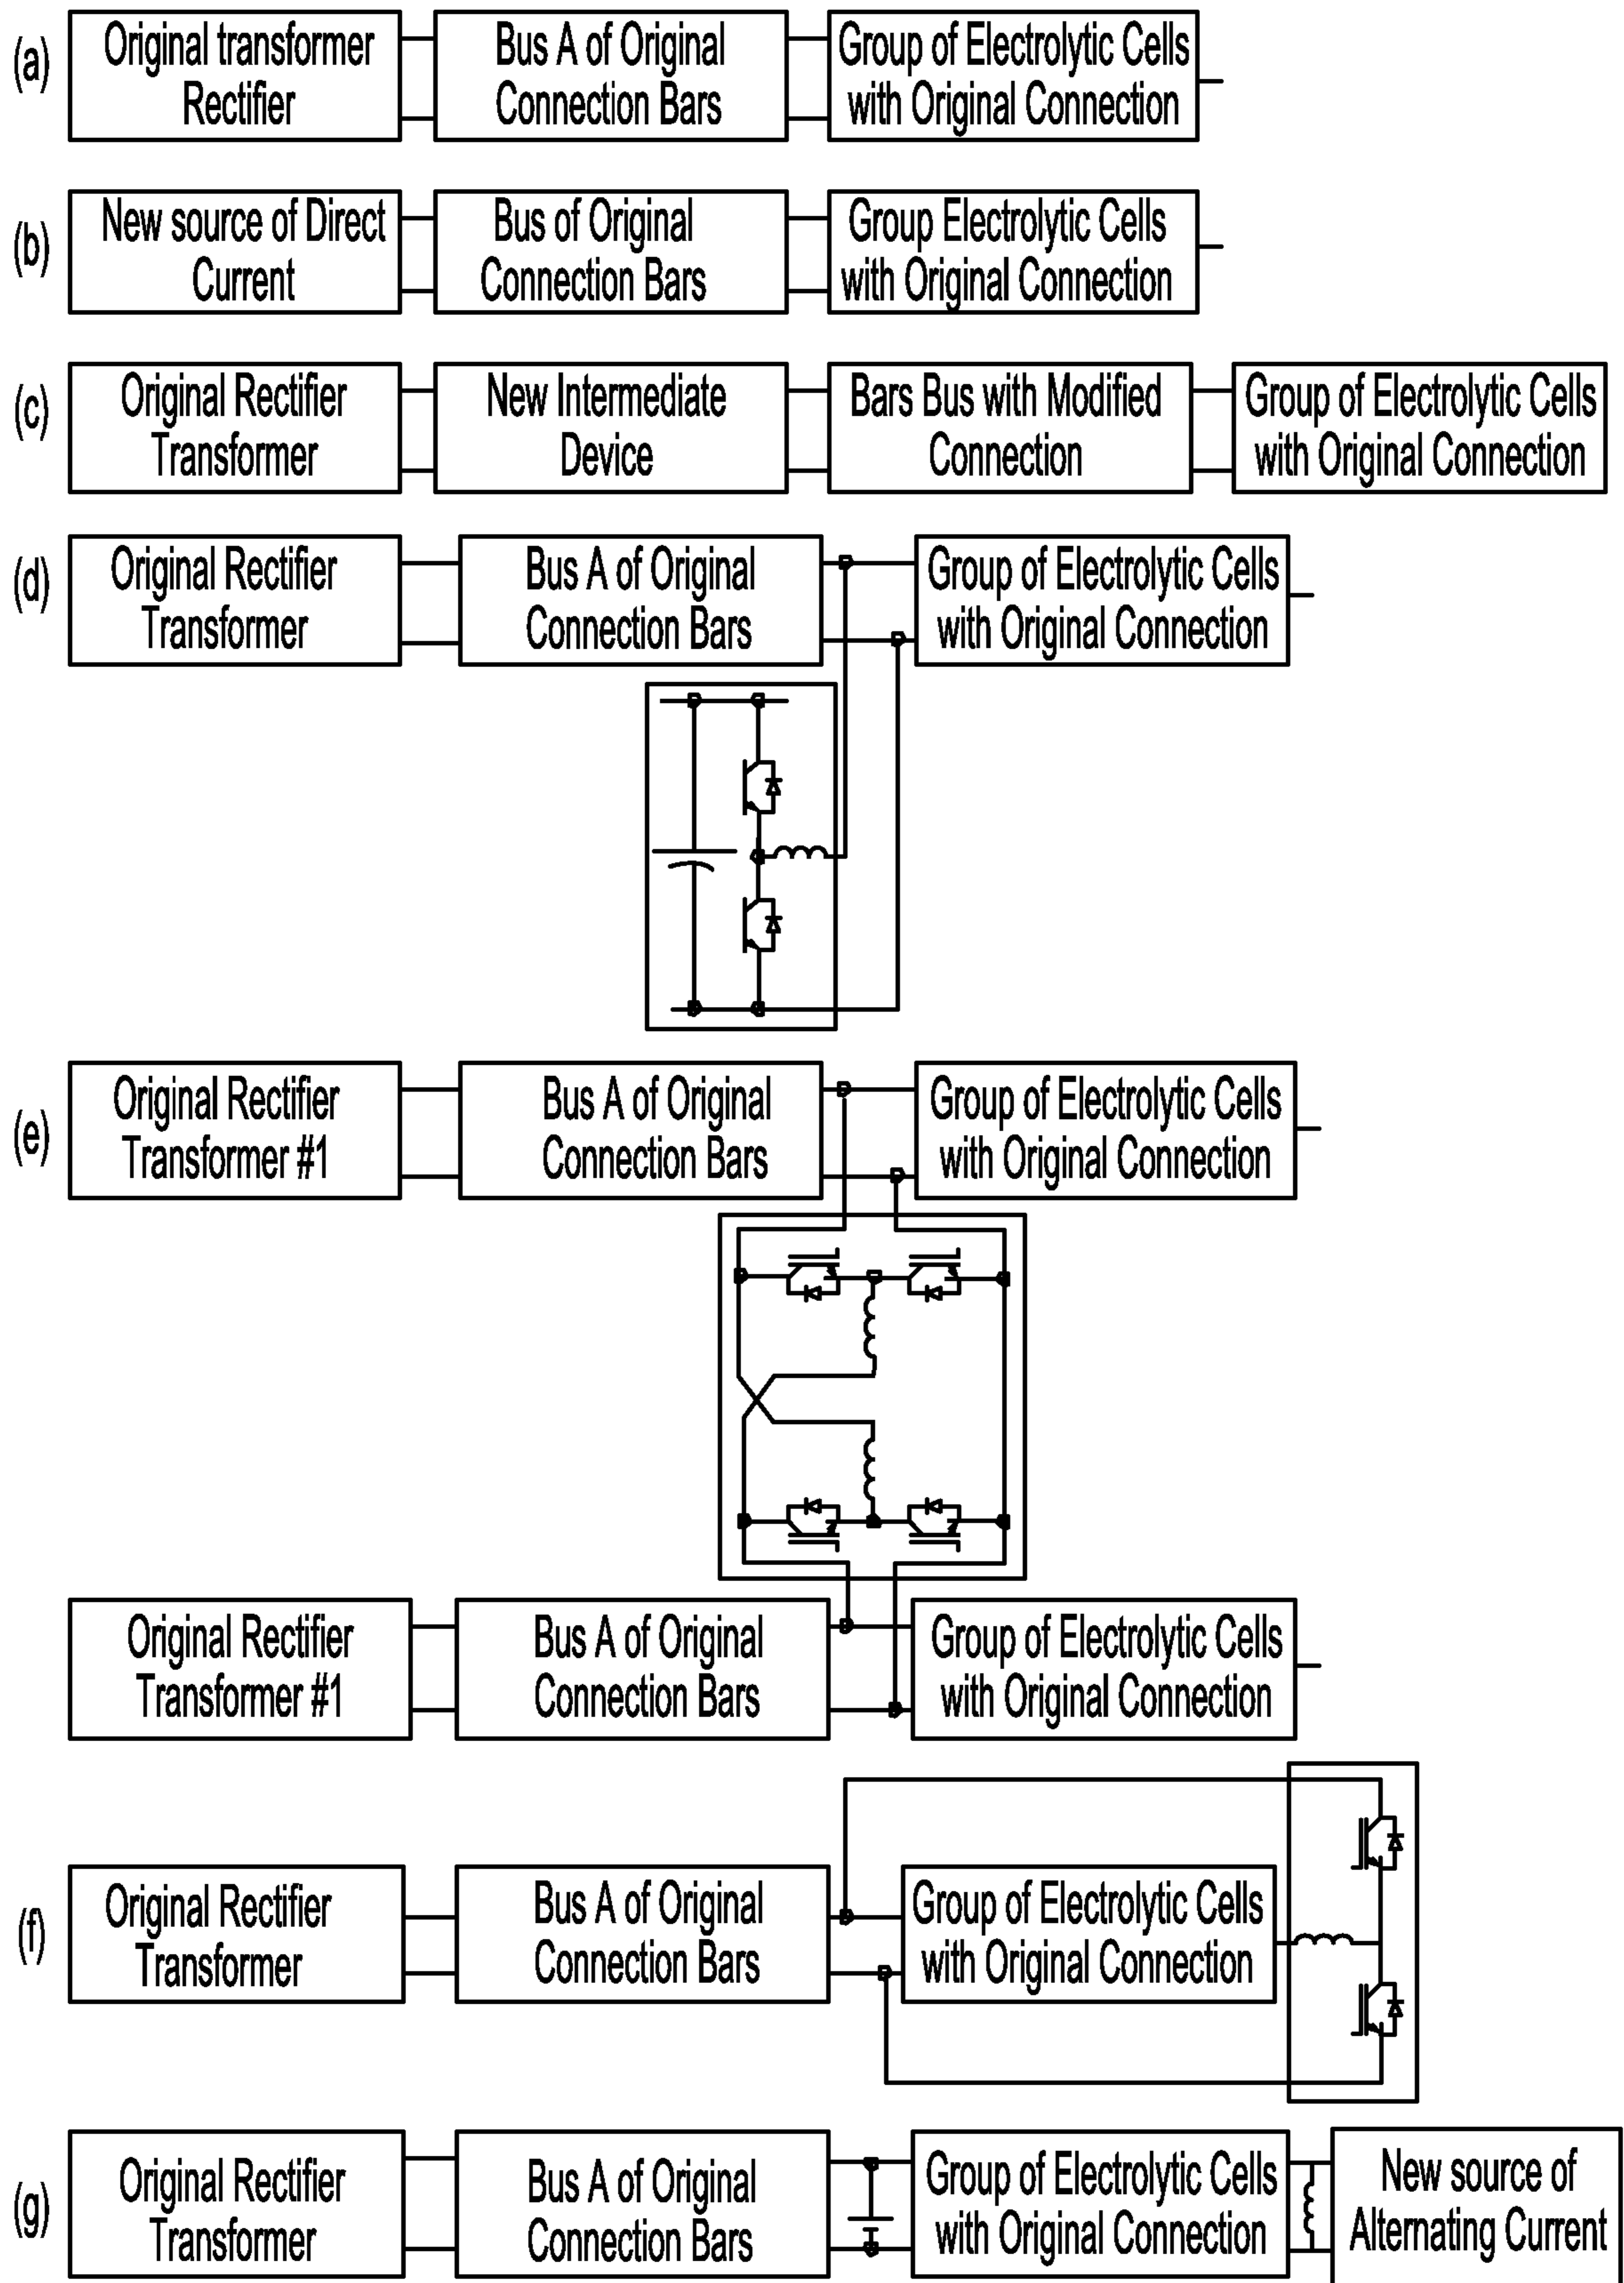 (a)
Original transformer
Rectifier
Bus A of Original
Connection Bars
Group of Electrolytic Cells
with Original Connection
(b)
New source of Direct
Current
Bus of Original
Connection Bars
Group Electrolytic Cells
with Original Connection
(c)
Original Rectifier
Transformer
New Intermediate
Device
Bars Bus with Modified
Connection
Group of Electrolytic Cells
with Original Connection
(d)
Original Rectifier
Transformer
Bus A of Original
Connection Bars
Group of Electrolytic Cells
with Original Connection
(e)
Original Rectifier
Transformer #1
Bus A of Original
Connection Bars
Group of Electrolytic Cells
with Original Connection
Original Rectifier
Transformer #1
Bus A of Original
Connection Bars
Group of Electrolytic Cells
with Original Connection
(f)
Original Rectifier
Transformer
Bus A of Original
Connection Bars
Group of Electrolytic Cells
with Original Connection
(g)
Original Rectifier
Transformer
Bus A of Original
Connection Bars
Group of Electrolytic Cells
with Original Connection
New source of
Alternating Current